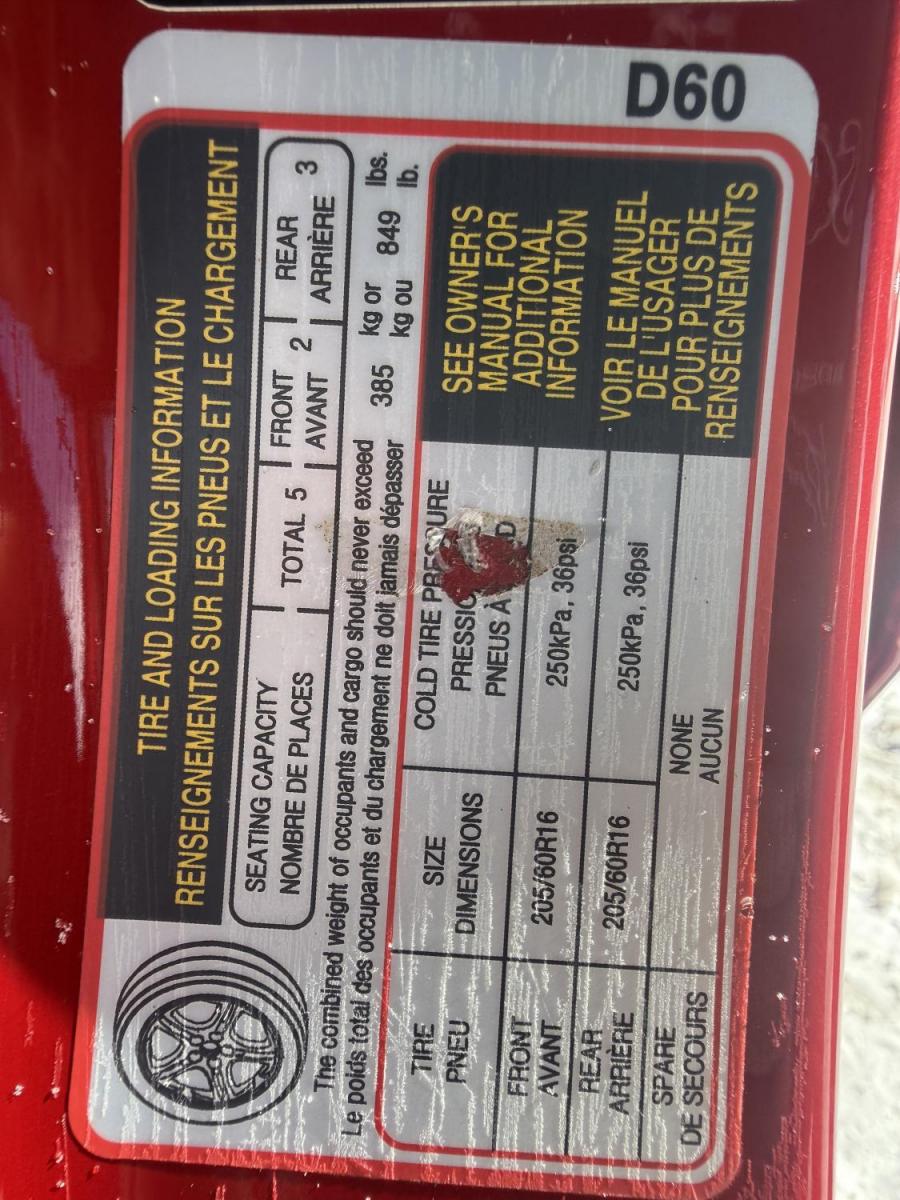 D60
TIRE AND LOADING INFORMATION
RENSEIGNEMENTS SUR LES PNEUS ET LE CHARGEMENT
SEATING CAPACITY
NOMBRE DE PLACES
TOTAL 5
FRONT
AVANT
2
REAR
ARRIÈRE
3
The combined weight of occupants and cargo should never exceed 385 kg or 849 lbs.
Le poids total des occupants et du chargement ne doit jamais dépasser kg ou lb.
TIRE
PNEU
SIZE
DIMENSIONS
COLD TIRE PRESSURE
PNEUS
FRONT
AVANT
205/60R16
250kPa, 36psi
REAR
ARRIÈRE
205/60R16
250kPa, 36psi
SPARE
DE SECOURS
NONE
AUCUN
SEE OWNER'S
MANUAL FOR
ADDITIONAL
INFORMATION
VOIR LE MANUEL
DE L'USAGER
POUR PLUS DE
RENSEIGNEMENTS